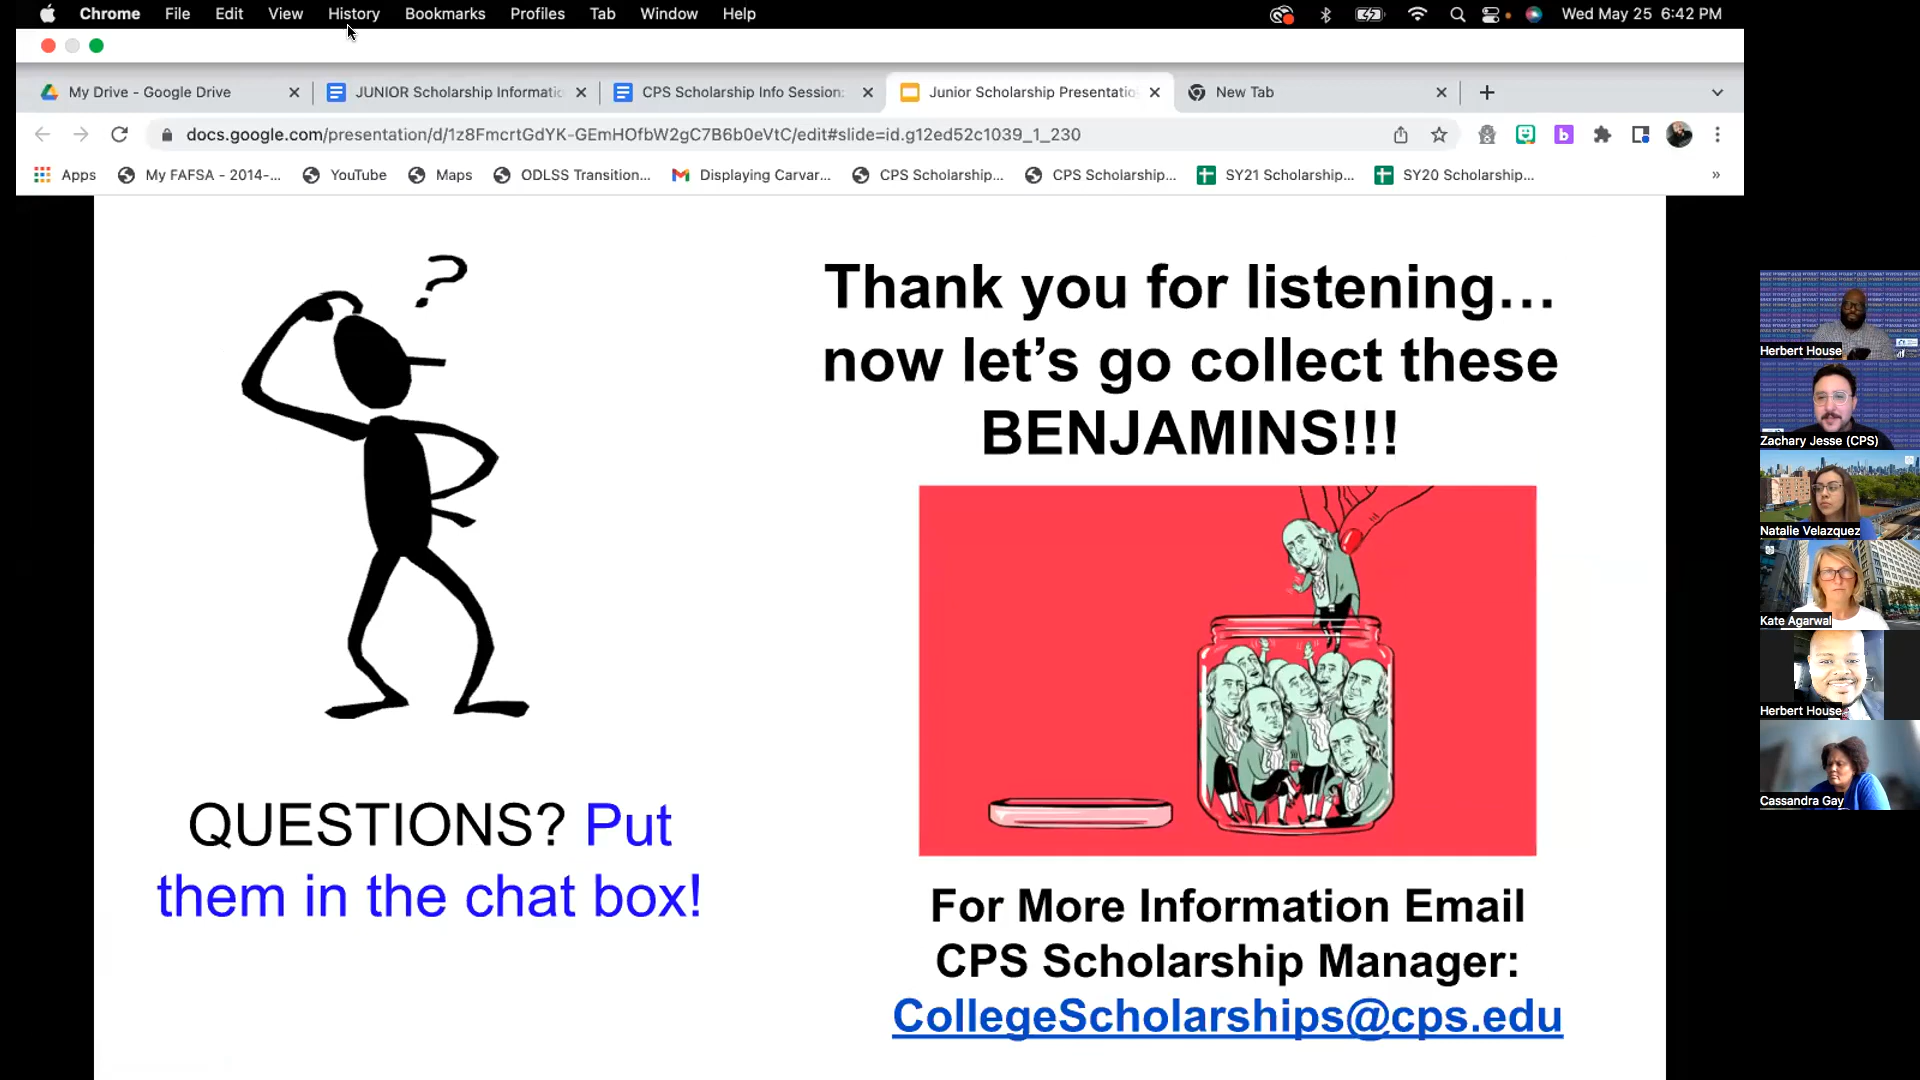 Chrome File Edit View History Bookmarks Profiles Tab Window Help
Wed May 25 6:42 PM
My Drive - Google Drive
JUNIOR Scholarship Informatio
CPS Scholarship Info Session:
Junior Scholarship Presentatio
New Tab
docs.google.com/presentation/d/1z8FmcrtGdYK-GEmHOfbW2gC7B6b0eVtC/edit#slide=id.g12ed52c1039_1_230
Apps
My FAFSA - 2014-...
YouTube
Maps
ODLSS Transition...
Displaying Carvar...
CPS Scholarship...
CPS Scholarship...
SY21 Scholarship...
SY20 Scholarship...
»
?
Thank you for listening…
now let’s go collect these
BENJAMINS!!!
QUESTIONS? Put
them in the chat box!
For More Information Email
CPS Scholarship Manager:
CollegeScholarships@cps.edu
Herbert House
Zachary Jesse (CPS)
Natalie Velazquez
Kate Agarwal
Herbert House
Cassandra Gay